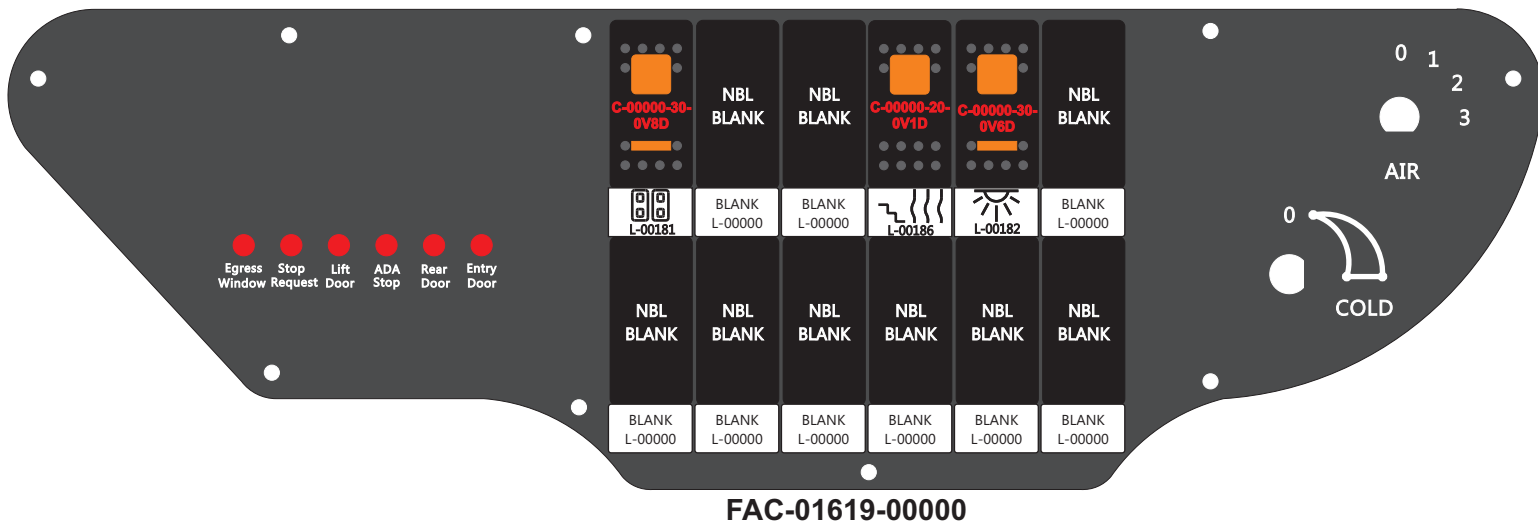 C-00000-30-
0V8D
NBL
BLANK
NBL
BLANK
C-00000-20-
0V1D
C-00000-30-
0V6D
NBL
BLANK
L-00181
BLANK
L-00000
BLANK
L-00000
L-00186
L-00182
BLANK
L-00000
0
1
2
3
AIR
Egress
Window
Stop
Request
Lift
Door
ADA
Stop
Rear
Door
Entry
Door
NBL
BLANK
NBL
BLANK
NBL
BLANK
NBL
BLANK
NBL
BLANK
NBL
BLANK
0
COLD
BLANK
L-00000
BLANK
L-00000
BLANK
L-00000
BLANK
L-00000
BLANK
L-00000
BLANK
L-00000
FAC-01619-00000